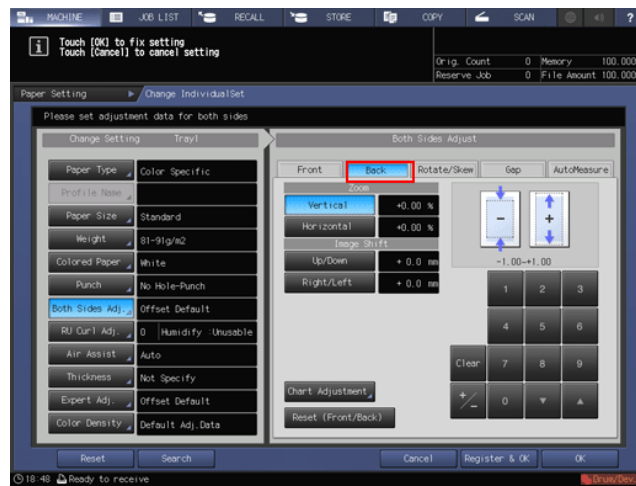 MACHINE JOB LIST RECALL STORE COPY SCAN ?
i Touch [OK] to fix setting
Touch [Cancel] to cancel setting
Orig. Count 0 Memory 100.000
Reserve Job 0 File Amount 100.000
Paper Setting Change IndividualSet
Please set adjustment data for both sides
Change Setting Tray1
Paper Type Color Specific
Profile Name
Paper Size Standard
Weight 81-91g/m2
Colored Paper White
Punch No Hole-Punch
Both Sides Adj. Offset Default
RU Curl Adj. 0 Humidify :Unusable
Air Assist Auto
Thickness Not Specify
Expert Adj. Offset Default
Color Density Default Adj.Data
Both Sides Adjust
Front Back Rotate/Skew Gap AutoMeasure
Zoom
Vertical +0.00 %
Horizontal +0.00 %
Image Shift
Up/Down + 0.0 mm
Right/Left + 0.0 mm
Chart Adjustment
Reset (Front/Back)
- +
-1.00~+1.00
1 2 3
4 5 6
Clear 7 8 9
+/- 0 ▼ ▲
Reset Search Cancel Register & OK OK
18:48 Ready to receive Drum/Dev.